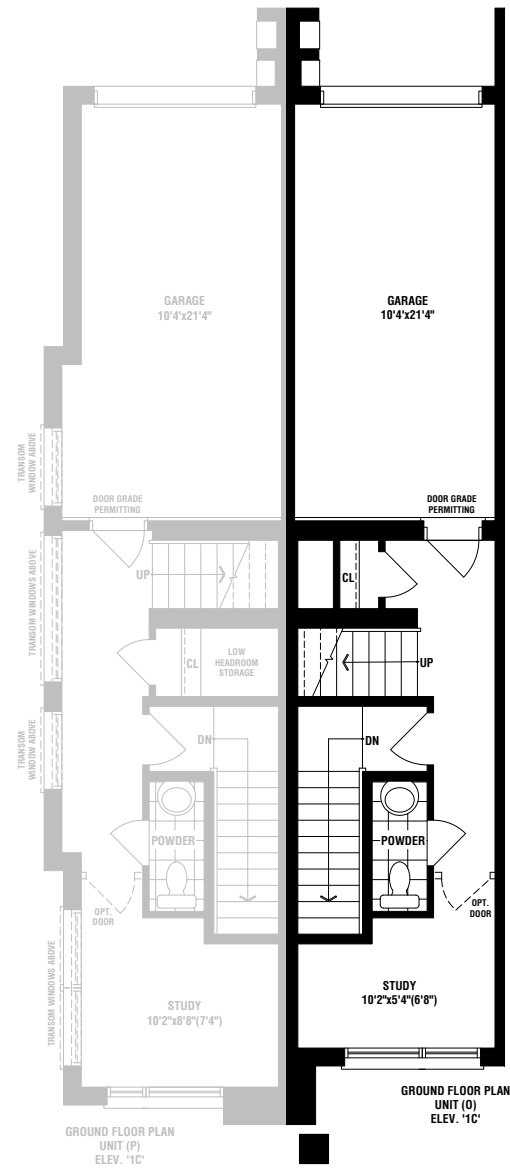 GARAGE
10'4'x21'4"
GARAGE
10'4'x21'4"
TRANSOM
WINDOW ABOVE
DOOR GRADE
PERMITTING
DOOR GRADE
PERMITTING
TRANSOM WINDOWS ABOVE
UP
CL
CL
LOW
HEADROOM
STORAGE
UP
TRANSOM
WINDOW ABOVE
DN
DN
POWDER
POWDER
OPT.
DOOR
OPT.
DOOR
TRANSOM WINDOWS ABOVE
STUDY
10'2"x8'8"(7'4")
STUDY
10'2"x5'4"(6'8")
GROUND FLOOR PLAN
UNIT (O)
ELEV. '1C'
GROUND FLOOR PLAN
UNIT (P)
ELEV. '1C'